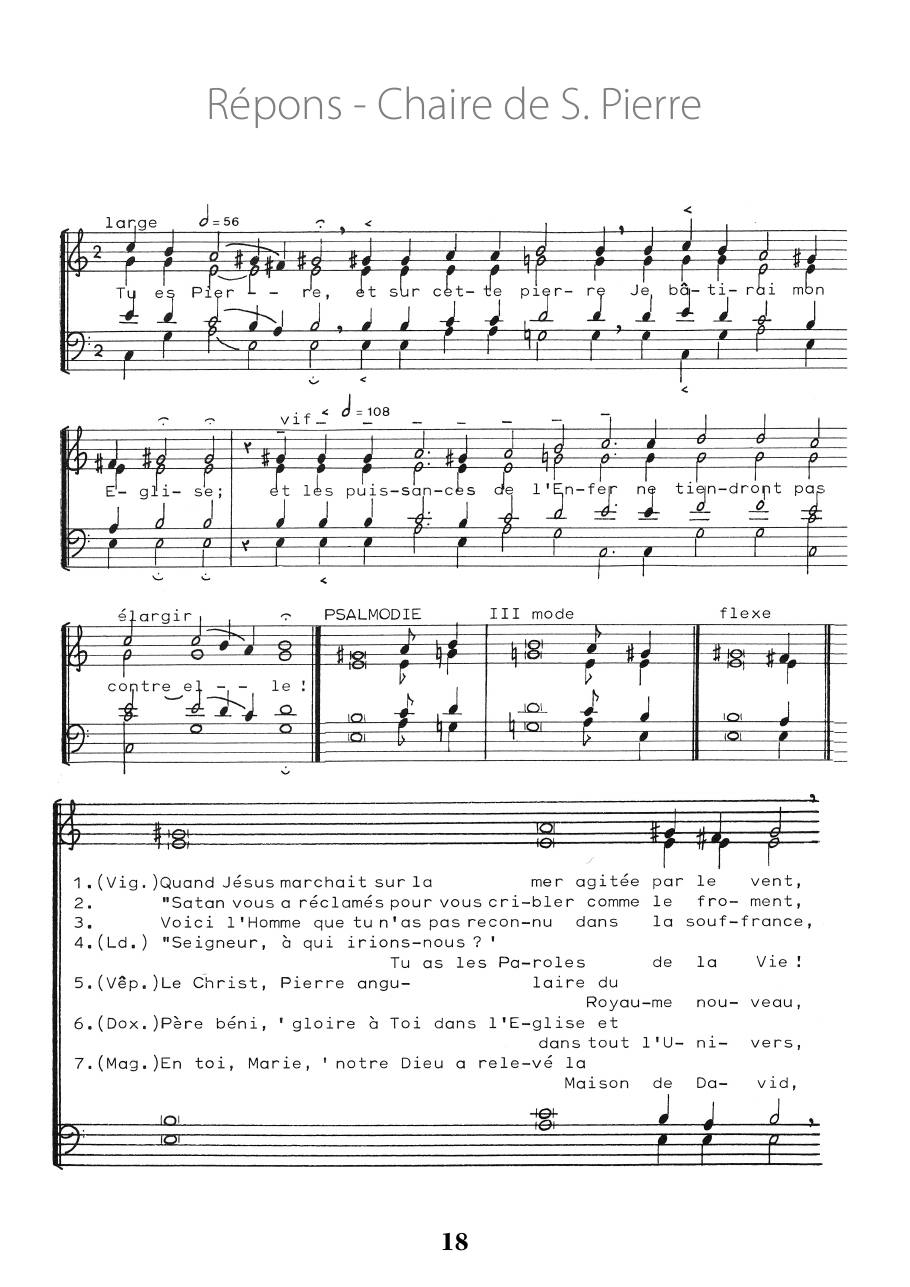 Répons - Chaire de S. Pierre
large = 56
2
Tu es Pier- - - re, et sur cet-te pier-re Je bâ-ti-rai mon
2
vif = 108
E-gli-se; et les puis-san-ces de l'En-fer ne tien-dront pas
élargir PSALMODIE III mode flexe
contre el - - le !
1.(Vig.)Quand Jésus marchait sur la mer agitée par le vent,
2. "Satan vous a réclamés pour vous cri-bler comme le fro-ment,
3. Voici l'Homme que tu n'as pas recon-nu dans la souf-france,
4.(Ld.) "Seigneur, à qui irions-nous ? '
Tu as les Pa-roles de la Vie !
5.(Vêp.)Le Christ, Pierre angu- laire du
Royau-me nou-veau,
6.(Dox.)Père béni, ' gloire à Toi dans l'E-glise et
dans tout l'U-ni-vers,
7.(Mag.)En toi, Marie, ' notre Dieu a rele-vé la
Maison de Da-vid,
18